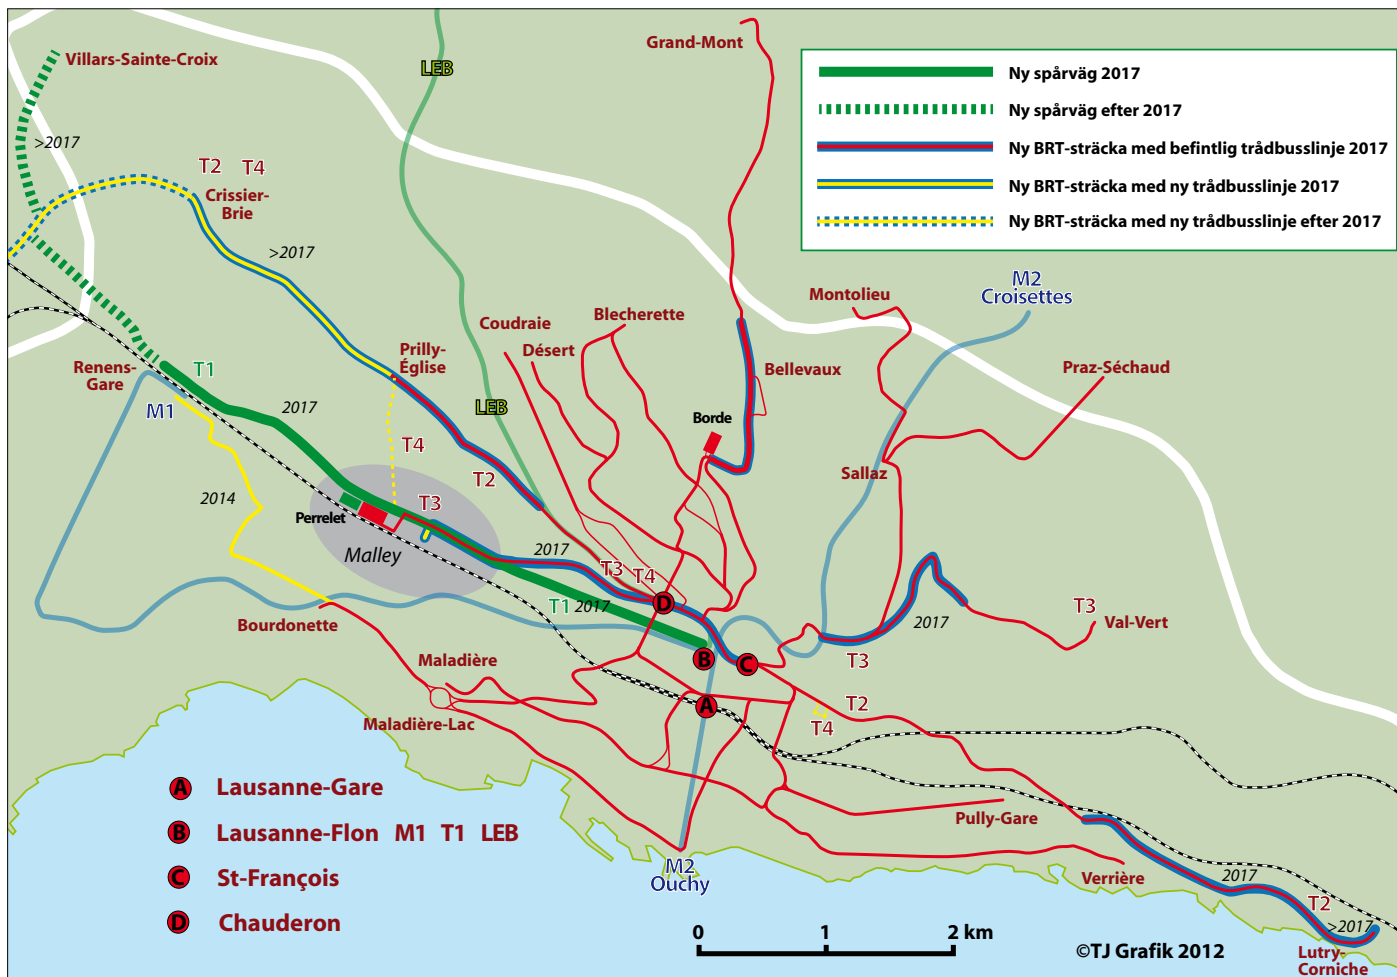 Villars-Sainte-Croix
LEB
Grand-Mont
Ny spårväg 2017
Ny spårväg efter 2017
Ny BRT-sträcka med befintlig trådbusslinje 2017
Ny BRT-sträcka med ny trådbusslinje 2017
Ny BRT-sträcka med ny trådbusslinje efter 2017
>2017
T2 T4
Crissier-
Brie
>2017
M2
Croisettes
Montolieu
Blecherette
Coudraie
Désert
Prilly-
Église
Renens-
Gare
T1
Bellevaux
Praz-Séchaud
M1
2017
LEB
Borde
T4
Sallaz
T2
2014
T3
Perrelet
Malley
2017
T3
T4
D
T1
2017
2017
T3
Val-Vert
Bourdonette
B
C
T3
Maladière
A
T2
T4
Maladière-Lac
A Lausanne-Gare
B Lausanne-Flon M1 T1 LEB
C St-François
D Chauderon
Pully-Gare
M2
Ouchy
Verrière
2017
T2
>2017
Lutry-
Corniche
0 1 2 km
©TJ Grafik 2012